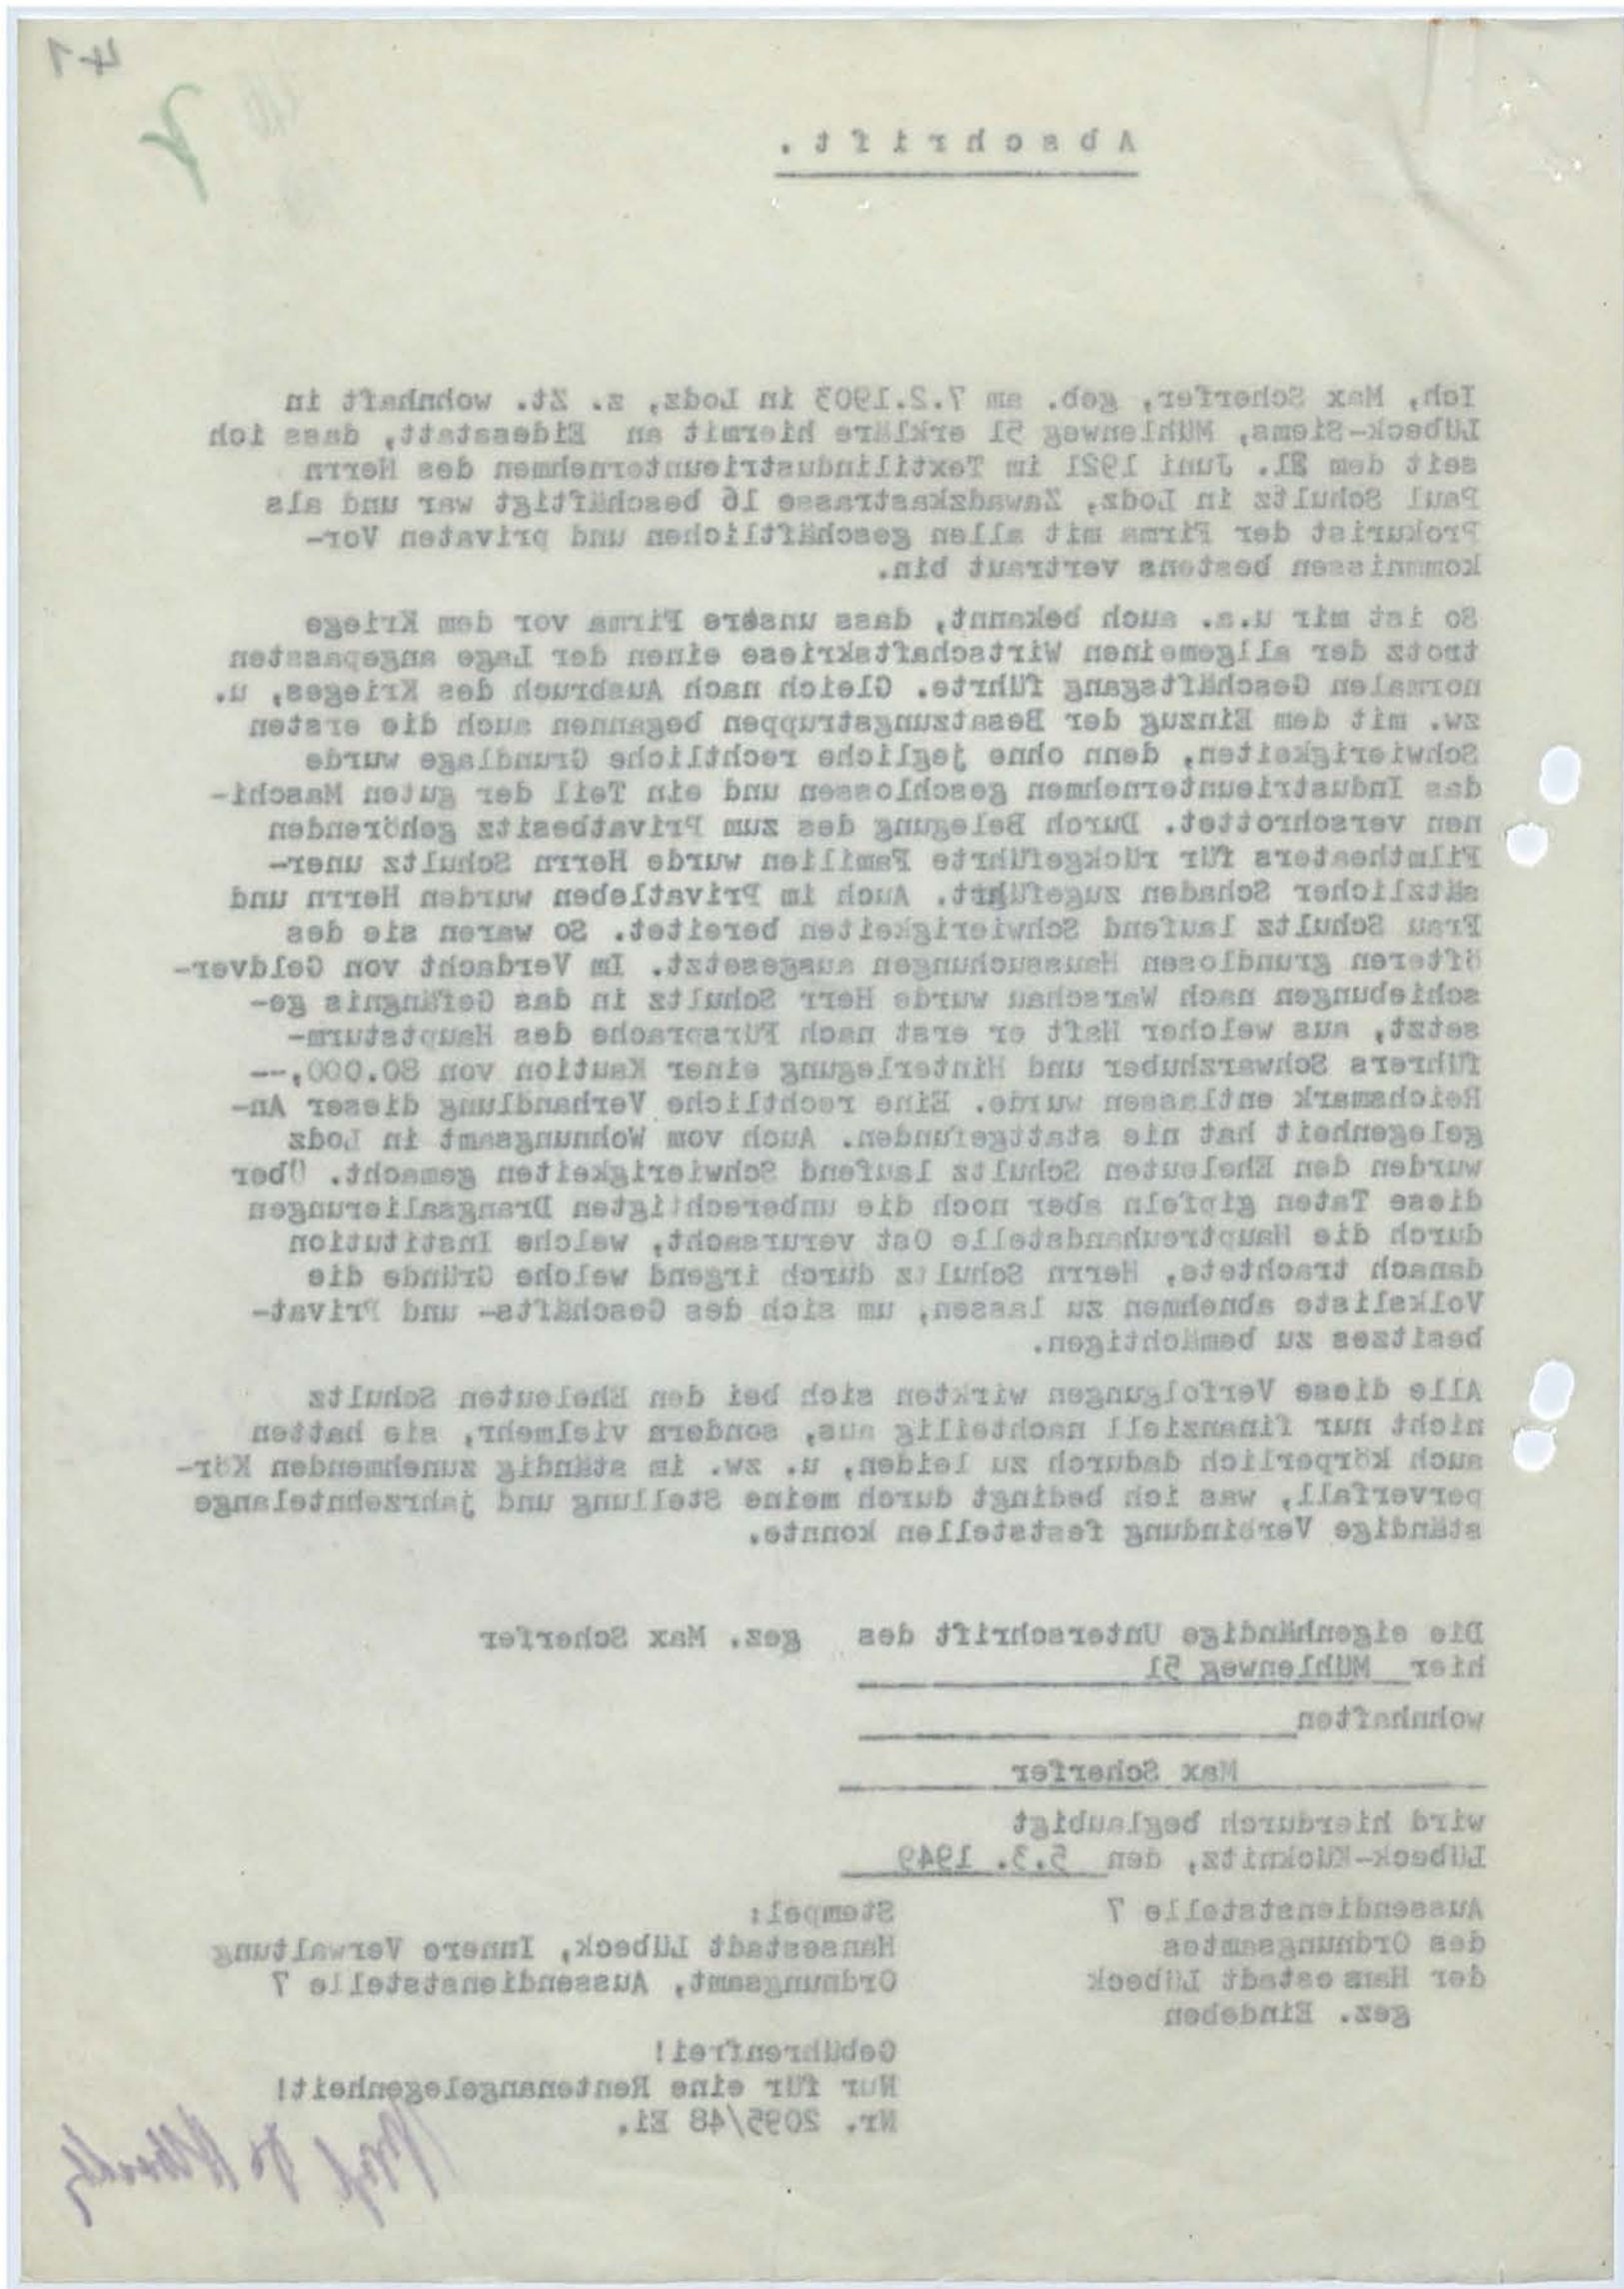 41
A b s c h r i f t .
Ich, Max Scherfer, geb. am 7.2.1903 in Lodz, z. Zt. wohnhaft in
Lübeck-Siems, Mühlenweg 51 erkläre hiermit an Eidesstatt, dass ich
seit dem 21. Juni 1921 im Textilindustrieunternehmen des Herrn
Paul Schultz in Lodz, Zawadzkastrasse 16 beschäftigt war und als
Prokurist der Firma mit allen geschäftlichen und privaten Vor-
kommnissen bestens vertraut bin.
So ist mir u.a. auch bekannt, dass unsere Firma vor dem Kriege
trotz der allgemeinen Wirtschaftskriese einen der Lage angepassten
normalen Geschäftsgang führte. Gleich nach Ausbruch des Krieges, u.
zw. mit dem Einzug der Besatzungstruppen begannen auch die ersten
Schwierigkeiten, denn ohne jegliche rechtliche Grundlage wurde
das Industrieunternehmen geschlossen und ein Teil der guten Maschi-
nen verschrottet. Durch Belegung des zum Privatbesitz gehörenden
Filmtheaters für rückgeführte Familien wurde Herrn Schultz uner-
sätzlicher Schaden zugeführt. Auch im Privatleben wurden Herrn und
Frau Schultz laufend Schwierigkeiten bereitet. So waren sie des
öfteren grundlosen Haussuchungen ausgesetzt. Im Verdacht von Geldver-
schiebungen nach Warschau wurde Herr Schultz in das Gefängnis ge-
setzt, aus welcher Haft er erst nach Fürsprache des Hauptsturm-
führers Schwarzhuber und Hinterlegung einer Kaution von 80.000,--
Reichsmark entlassen wurde. Eine rechtliche Verhandlung dieser An-
gelegenheit hat nie stattgefunden. Auch vom Wohnungsamt in Lodz
wurden den Eheleuten Schultz laufend Schwierigkeiten gemacht. Über
diese Taten gipfeln aber noch die unberechtigten Drangsalierungen
durch die Haupttreuhandstelle Ost verursacht, welche Institution
danach trachtete, Herrn Schultz durch irgend welche Gründe die
Volksliste abnehmen zu lassen, um sich des Geschäfts- und Privat-
besitzes zu bemächtigen.
Alle diese Verfolgungen wirkten sich bei den Eheleuten Schultz
nicht nur finanziell nachteilig aus, sondern vielmehr, sie hatten
auch körperlich dadurch zu leiden, u. zw. im ständig zunehmenden Kör-
perverfall, was ich bedingt durch meine Stellung und jahrzehntelange
ständige Verbindung feststellen konnte.
Die eigenhändige Unterschrift des gez. Max Scherfer
hier Mühlenweg 51
wohnhaften
Max Scherfer
wird hierdurch beglaubigt
Lübeck-Kücknitz, den 5.3. 1949
Aussendienststelle 7 Stempel:
des Ordnungsamtes Hansestadt Lübeck, Innere Verwaltung
der Hansestadt Lübeck Ordnungsamt, Aussendienststelle 7
gez. Eindeben
Gebührenfrei!
Nur für eine Rentenangelegenheit!
Nr. 2095/48 Ei.